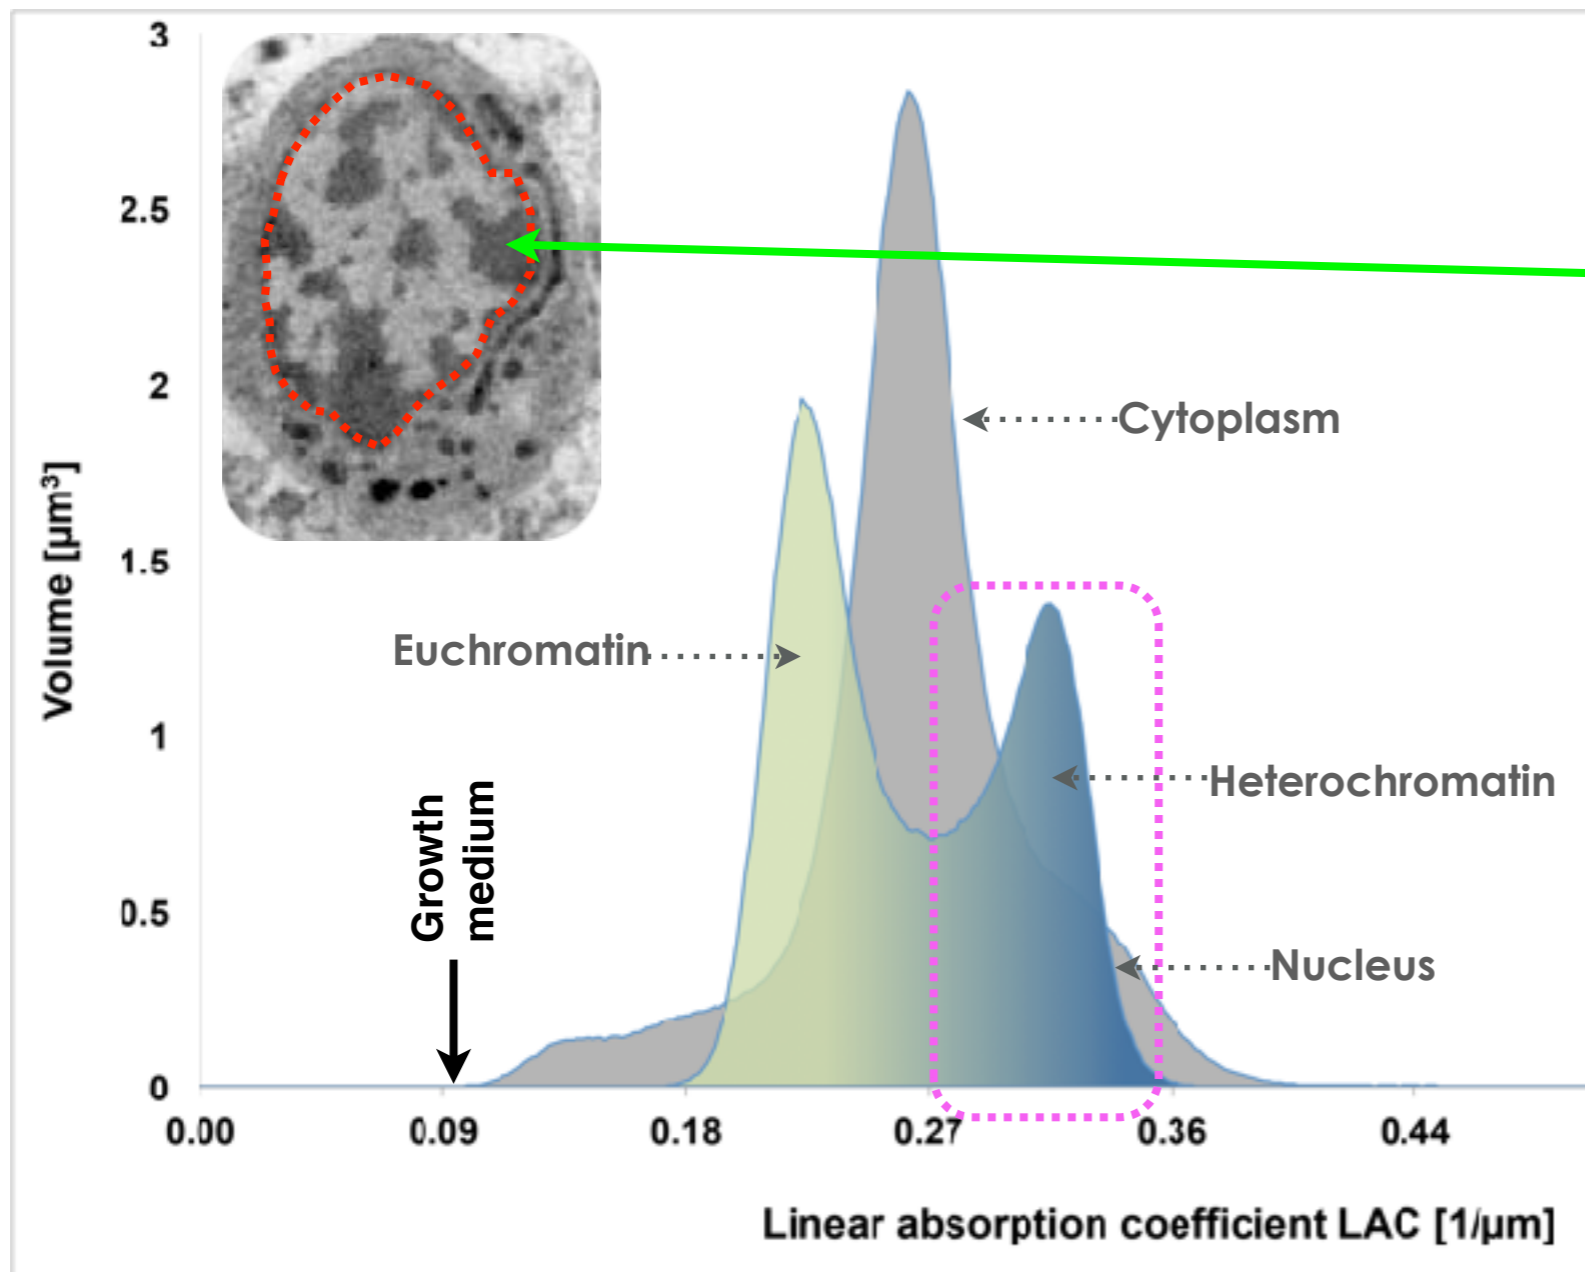 3
2.5
2
1.5
1
0.5
0
Volume [µm³]
Cytoplasm
Euchromatin
Heterochromatin
Growth
medium
Nucleus
0.00 0.09 0.18 0.27 0.36 0.44
Linear absorption coefficient LAC [1/µm]